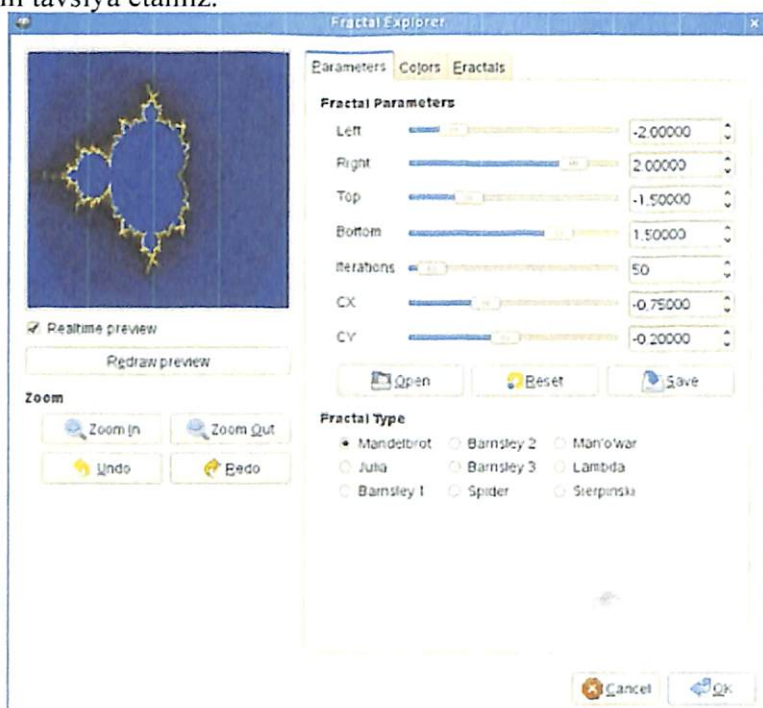 tavsiya etamiz.
Fractal Explorer
Parameters Colors Fractals
Fractal Parameters
Left -2.00000
Right 2.00000
Top -1.50000
Bottom 1.50000
Iterations 50
CX -0.75000
CY -0.20000
Open Reset Save
Realtime preview
Redraw preview
Zoom
Zoom In Zoom Out
Undo Redo
Fractal Type
Mandelbrot Barnsley 2 Man'o'war
Julia Barnsley 3 Lambda
Barnsley 1 Spider Sierpinski
Cancel OK